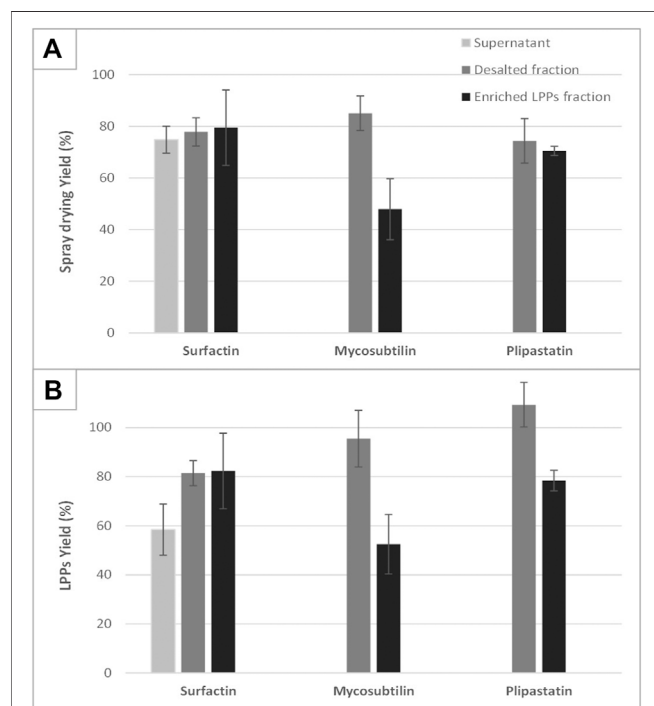 A
Supernatant
Desalted fraction
Enriched LPPs fraction
Spray drying Yield (%)
100
80
60
40
20
0
Surfactin Mycosubtilin Plipastatin
B
LPPs Yield (%)
100
80
60
40
20
0
Surfactin Mycosubtilin Plipastatin